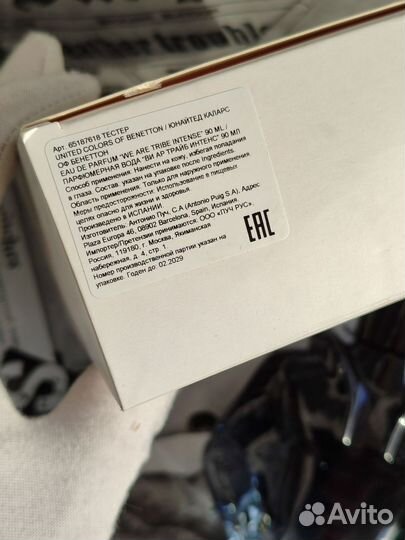 other trouble
Арт. 65187618 ТЕСТЕР
UNITED COLORS OF BENETTON / ЮНАЙТЕД КАЛАРС
ОФ БЕНЕТТОН
EAU DE PARFUM "WE ARE TRIBE INTENSE" 90 ML /
ПАРФЮМЕРНАЯ ВОДА "ВИ АР ТРАЙБ ИНТЕНС" 90 МЛ
Способ применения. Нанести на кожу, избегая попадания
в глаза. Состав. указан на упаковке после Ingredients.
Область применения: Только для наружного применения
Меры предосторожности: Использование в пищевых
целях опасно для жизни и здоровья
Произведено в ИСПАНИИ.
Изготовитель: Антонио Пуч, С.А (Antonio Puig S.A), Адрес
Plaza Europa 46, 08902 Barcelona, Spain, Испания
Импортер/Претензии принимаются: ООО «ПУЧ РУС»,
Россия, 119180, г. Москва, Якиманская
набережная, д. 4, стр. 1
Номер производственной партии указан на
упаковке. Годен до: 02.2029
EAC
Avito